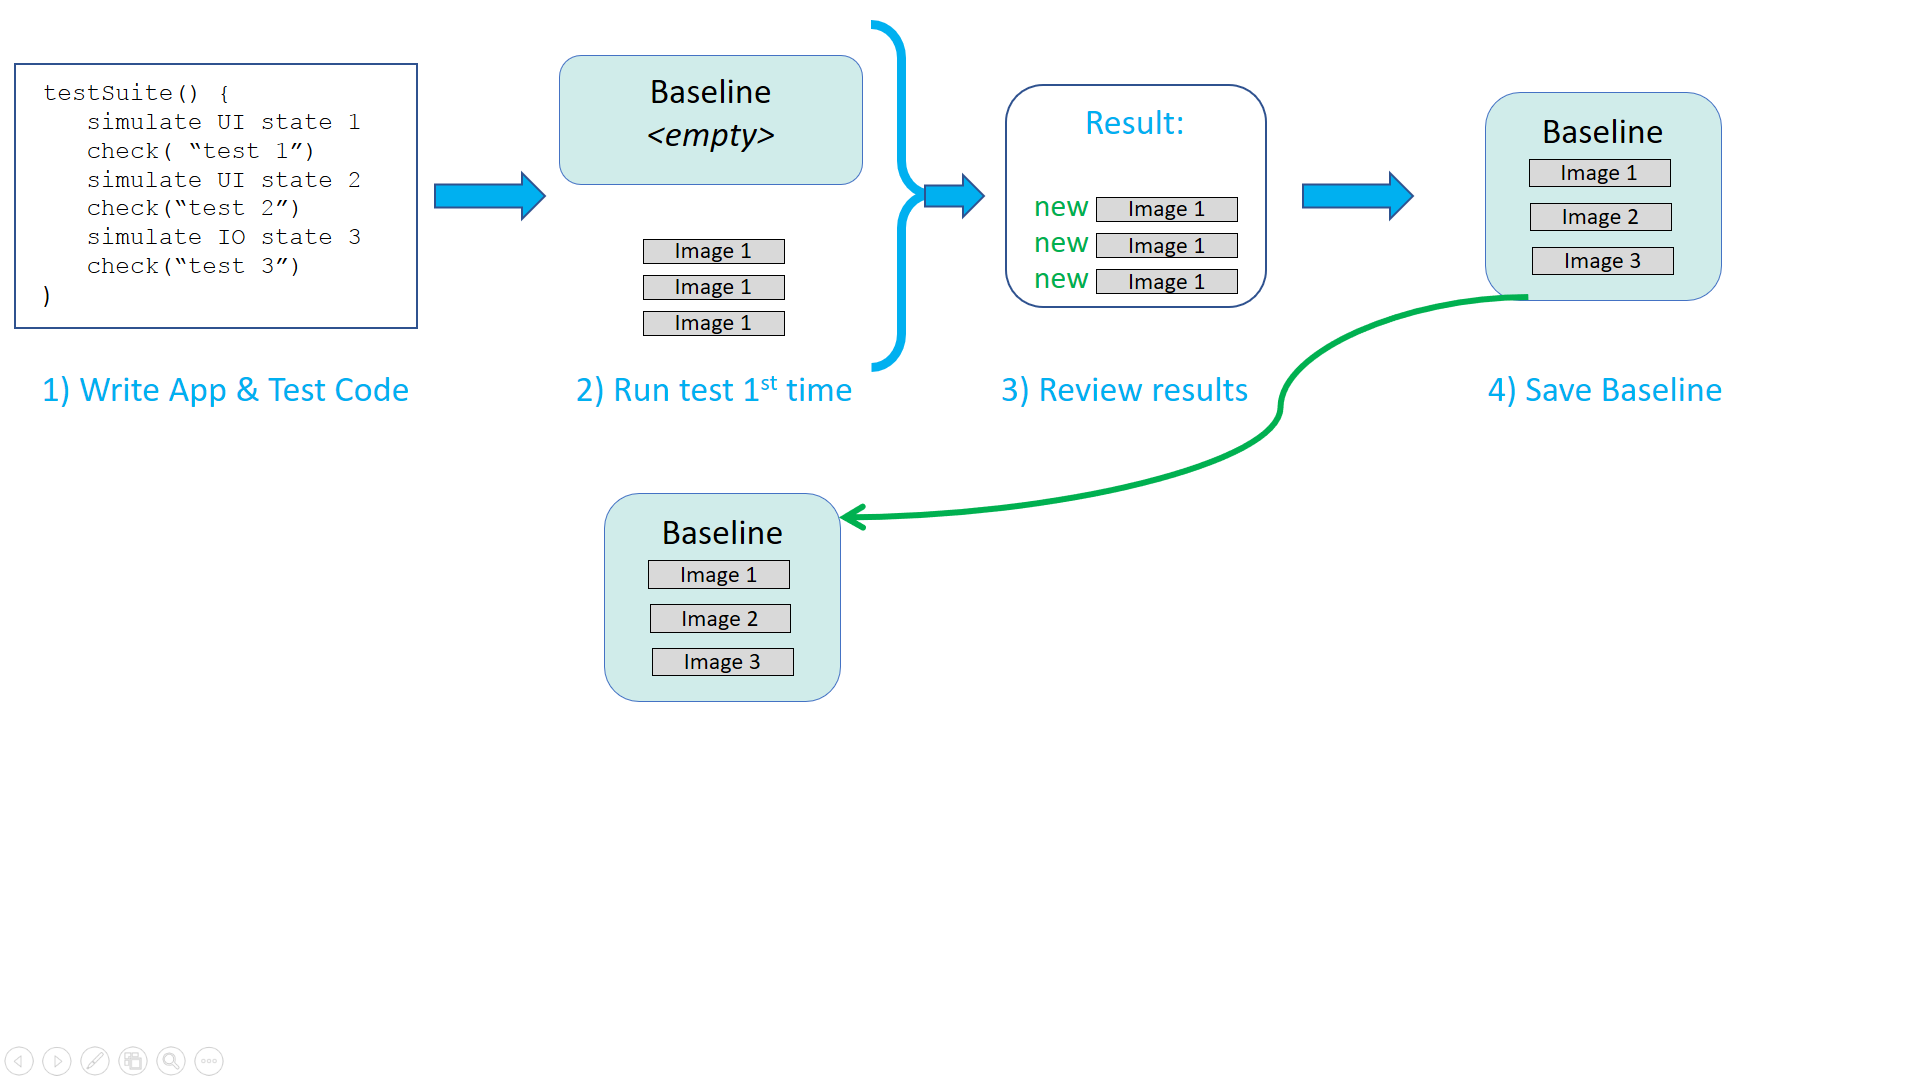 testSuite() {
simulate UI state 1
check( “test 1”)
simulate UI state 2
check(“test 2”)
simulate IO state 3
check(“test 3”)
)
1) Write App & Test Code
Baseline
<empty>
Image 1
Image 1
Image 1
2) Run test 1st time
Result:
new Image 1
new Image 1
new Image 1
3) Review results
Baseline
Image 1
Image 2
Image 3
4) Save Baseline
Baseline
Image 1
Image 2
Image 3